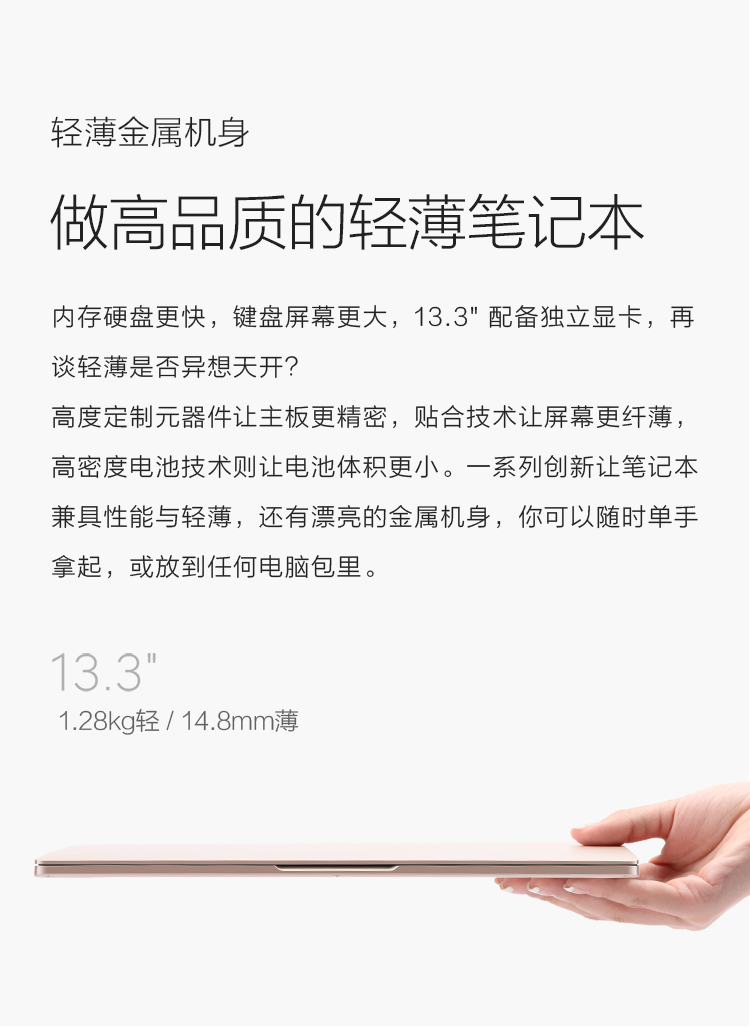 轻薄金属机身
做高品质的轻薄笔记本
内存硬盘更快，键盘屏幕更大，13.3" 配备独立显卡，再
谈轻薄是否异想天开？
高度定制元器件让主板更精密，贴合技术让屏幕更纤薄，
高密度电池技术则让电池体积更小。一系列创新让笔记本
兼具性能与轻薄，还有漂亮的金属机身，你可以随时单手
拿起，或放到任何电脑包里。
13.3"
1.28kg轻 / 14.8mm薄